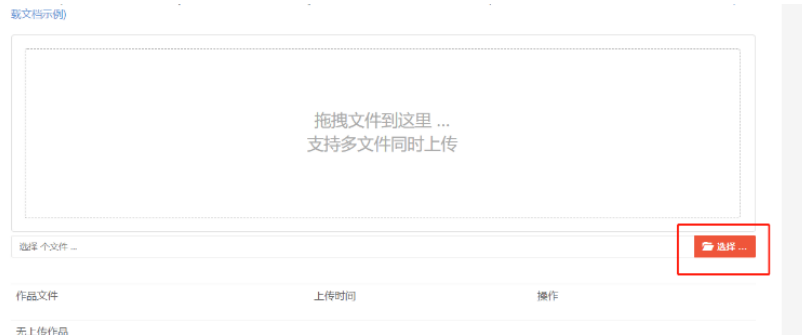 载文档示例)
拖拽文件到这里 ...
支持多文件同时上传
选择 个文件 ...
选择 ...
作品文件 上传时间 操作
无上传作品